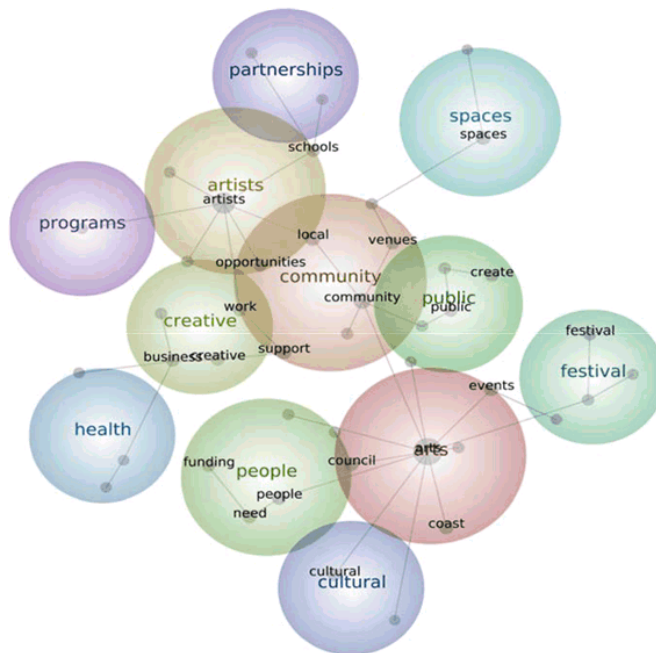 partnerships
spaces
spaces
schools
artists
artists
programs
local
venues
opportunities
community
community
create
public
public
work
creative
creative
business
support
festival
festival
events
health
arts
arts
council
people
people
funding
need
coast
cultural
cultural